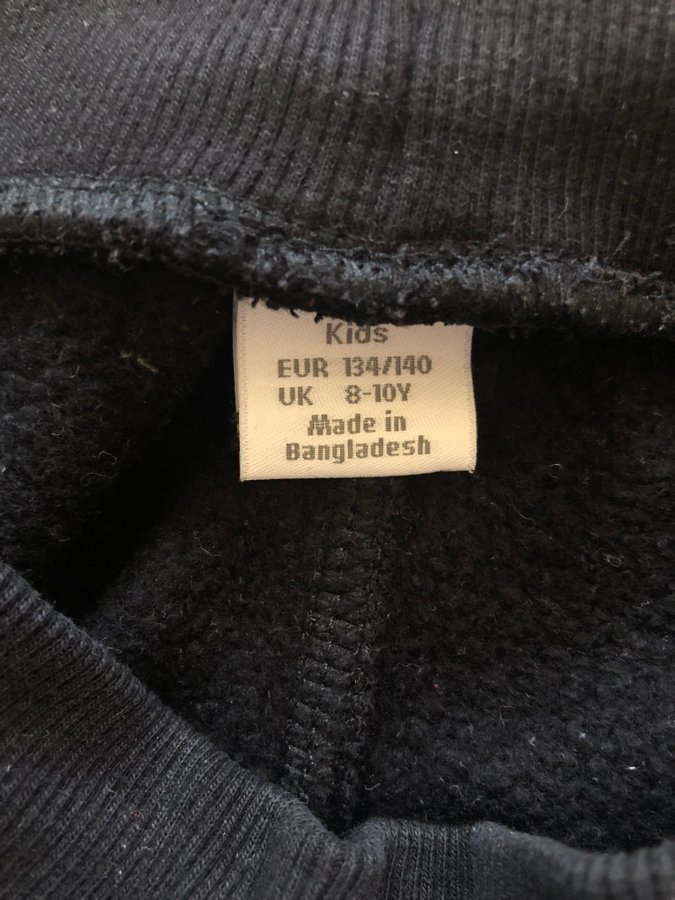 Kids
EUR 134/140
UK 8-10Y
Made in
Bangladesh